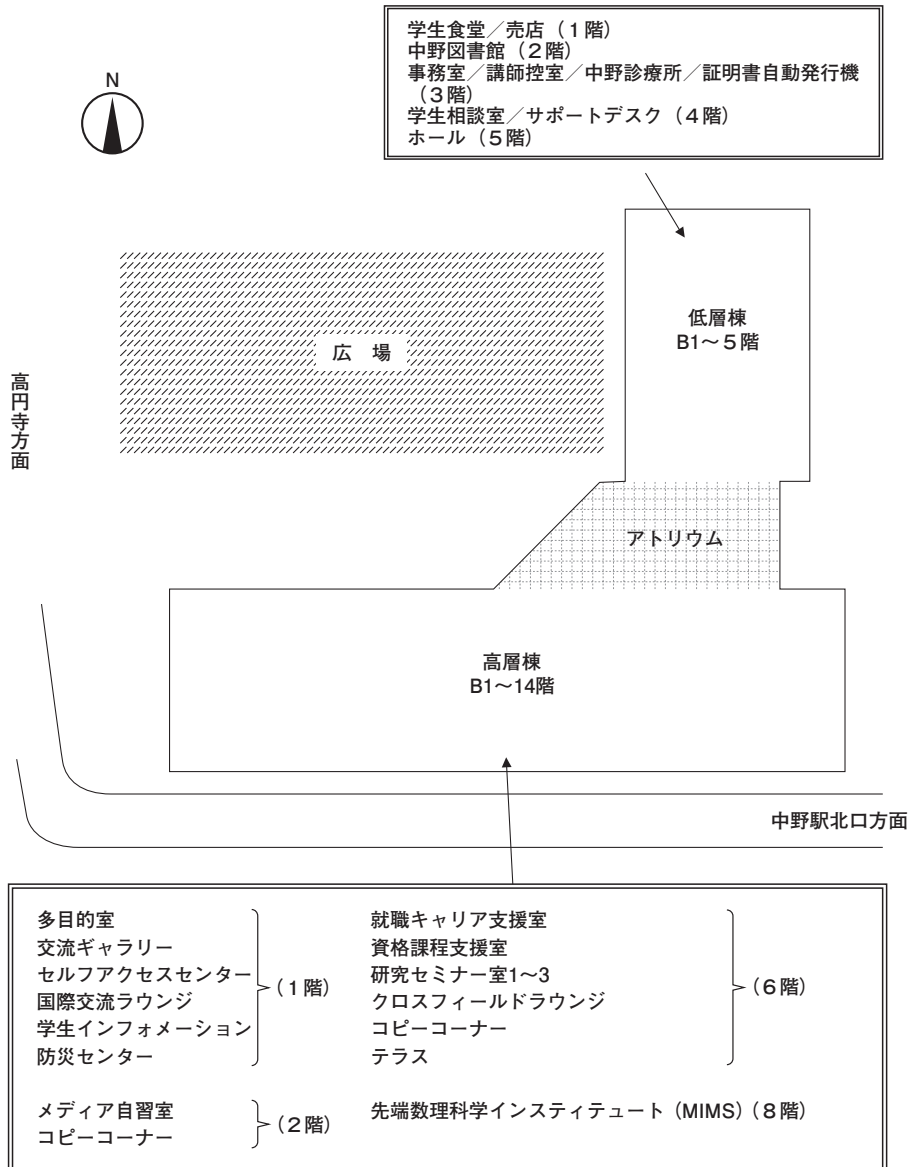 学生食堂／売店（１階）
中野図書館（２階）
事務室／講師控室／中野診療所／証明書自動発行機
（３階）
学生相談室／サポートデスク（４階）
ホール（５階）
N
低層棟
B1～５階
広　場
高円寺方面
アトリウム
高層棟
B1～14階
中野駅北口方面
多目的室
交流ギャラリー
セルフアクセスセンター
国際交流ラウンジ
学生インフォメーション
防災センター
（１階）
就職キャリア支援室
資格課程支援室
研究セミナー室1～3
クロスフィールドラウンジ
コピーコーナー
テラス
（６階）
メディア自習室
コピーコーナー
（２階）
先端数理科学インスティテュート（MIMS）（８階）